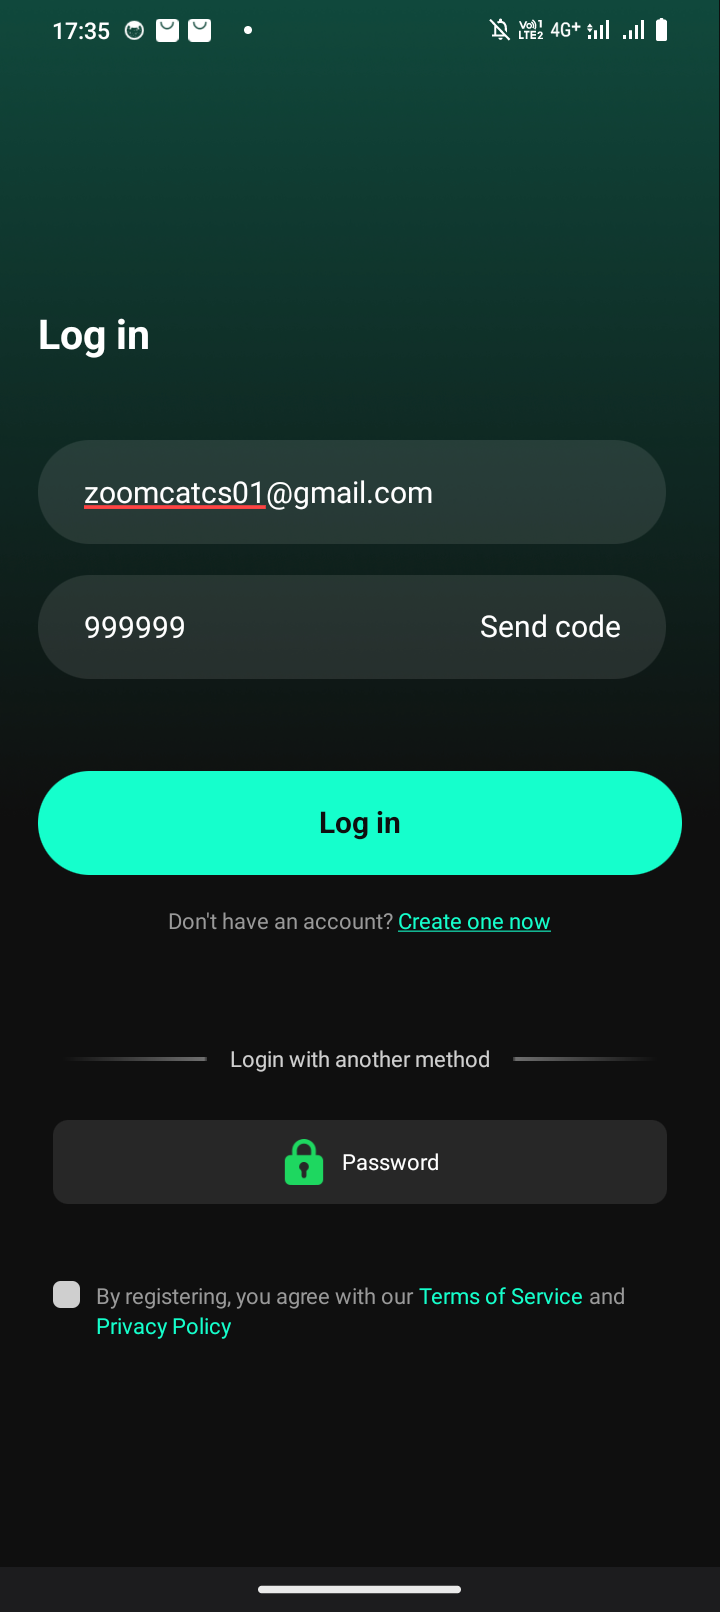 17:35
Vo)) 1
LTE2
4G+
Log in
zoomcatcs01@gmail.com
999999 Send code
Log in
Don't have an account? Create one now
Login with another method
Password
By registering, you agree with our Terms of Service and
Privacy Policy